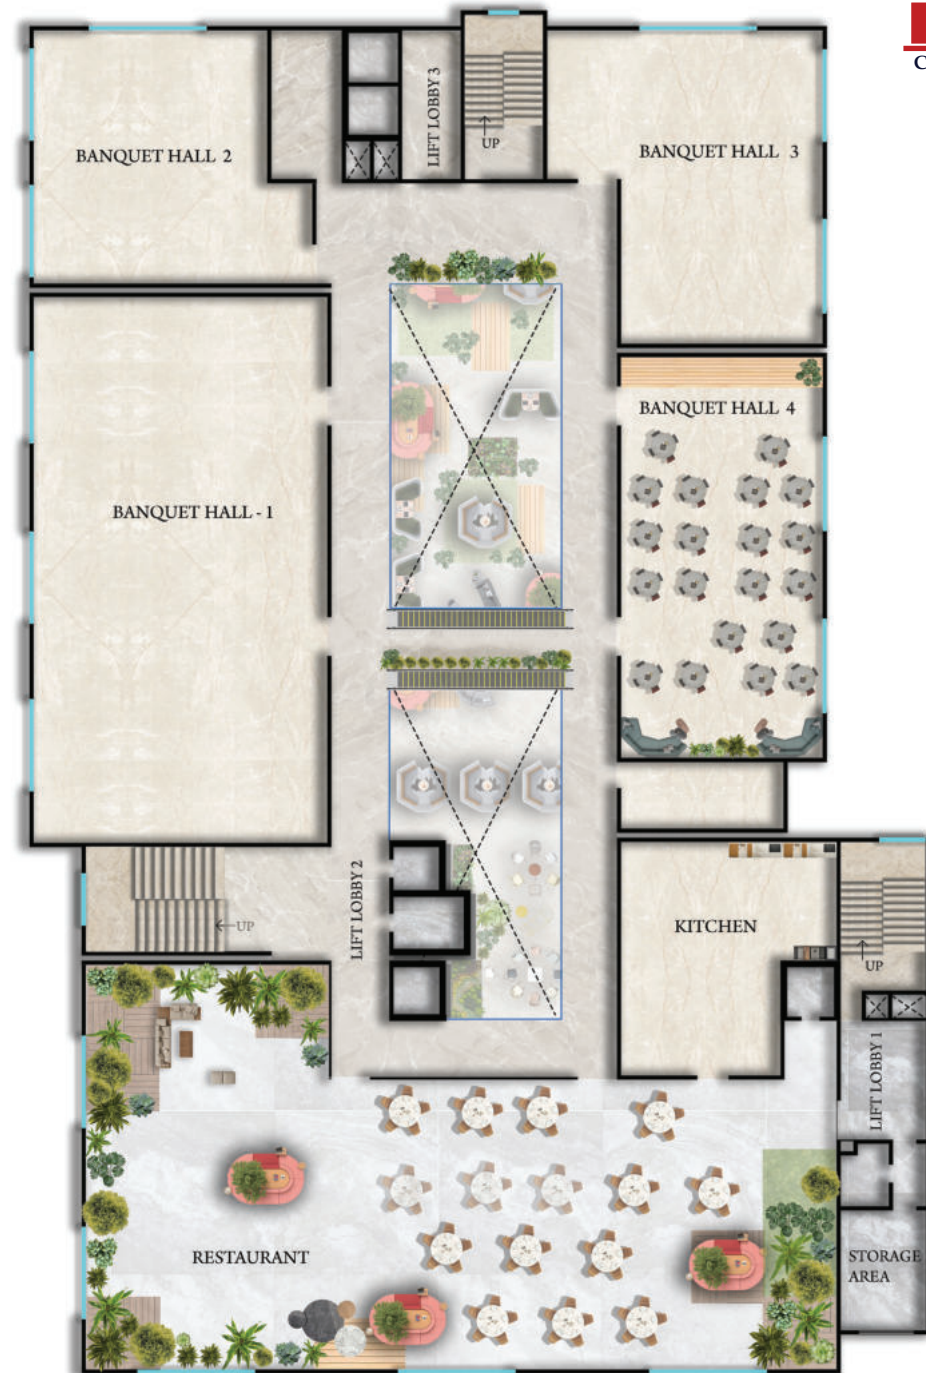 C
LIFT LOBBY 3
UP
BANQUET HALL 2
BANQUET HALL 3
BANQUET HALL 4
BANQUET HALL - 1
LIFT LOBBY 2
UP
KITCHEN
UP
LIFT LOBBY 1
RESTAURANT
STORAGE
AREA